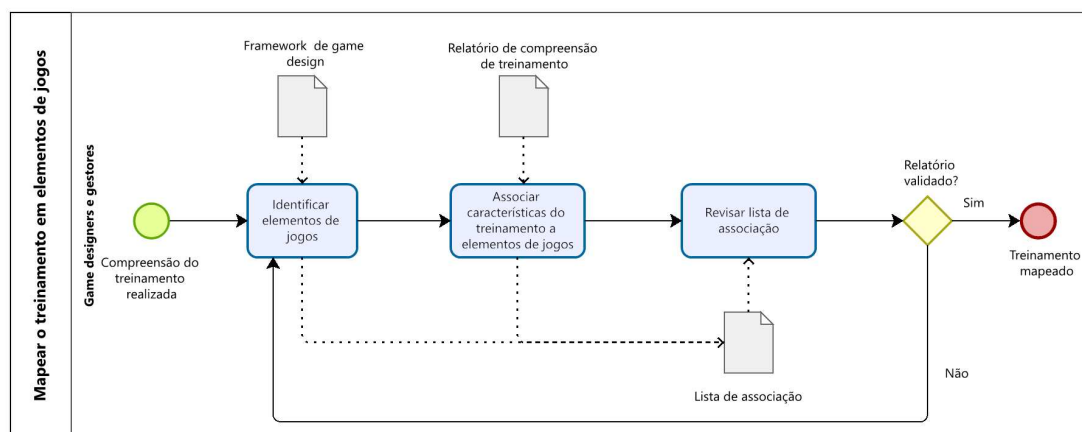 Mapear o treinamento em elementos de jogos
Game designers e gestores
Framework de game
design
Relatório de compreensão
de treinamento
Compreensão do
treinamento
realizada
Identificar
elementos de
jogos
Associar
características do
treinamento a
elementos de jogos
Revisar lista de
associação
Relatório
validado?
Sim
Treinamento
mapeado
Não
Lista de associação